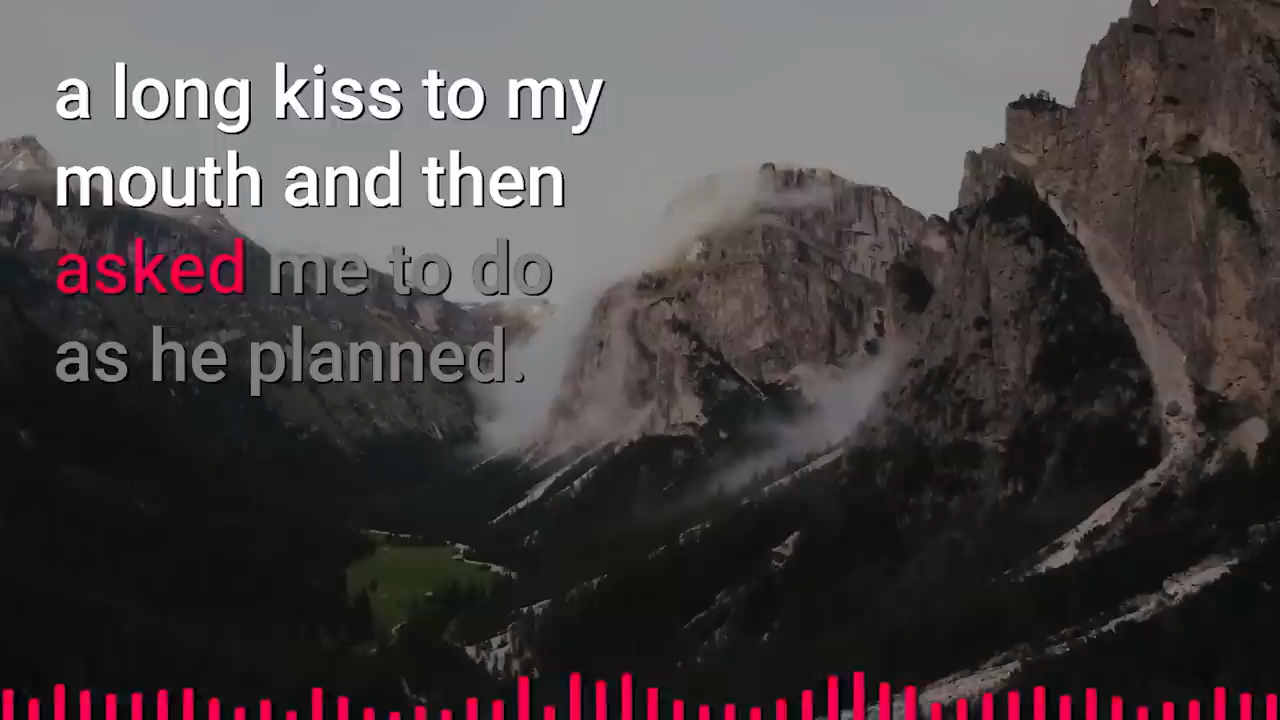 a long kiss to my
mouth and then
asked me to do
as he planned.